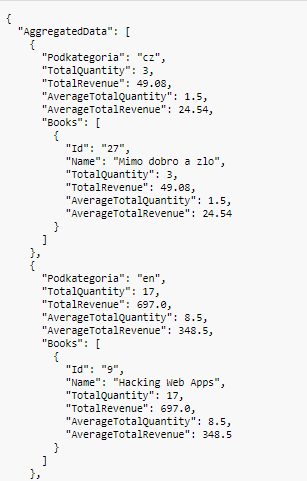 {
  "AggregatedData": [
    {
      "Podkategoria": "cz",
      "TotalQuantity": 3,
      "TotalRevenue": 49.08,
      "AverageTotalQuantity": 1.5,
      "AverageTotalRevenue": 24.54,
      "Books": [
        {
          "Id": "27",
          "Name": "Mimo dobro a zlo",
          "TotalQuantity": 3,
          "TotalRevenue": 49.08,
          "AverageTotalQuantity": 1.5,
          "AverageTotalRevenue": 24.54
        }
      ]
    },
    {
      "Podkategoria": "en",
      "TotalQuantity": 17,
      "TotalRevenue": 697.0,
      "AverageTotalQuantity": 8.5,
      "AverageTotalRevenue": 348.5,
      "Books": [
        {
          "Id": "9",
          "Name": "Hacking Web Apps",
          "TotalQuantity": 17,
          "TotalRevenue": 697.0,
          "AverageTotalQuantity": 8.5,
          "AverageTotalRevenue": 348.5
        }
      ]
    },